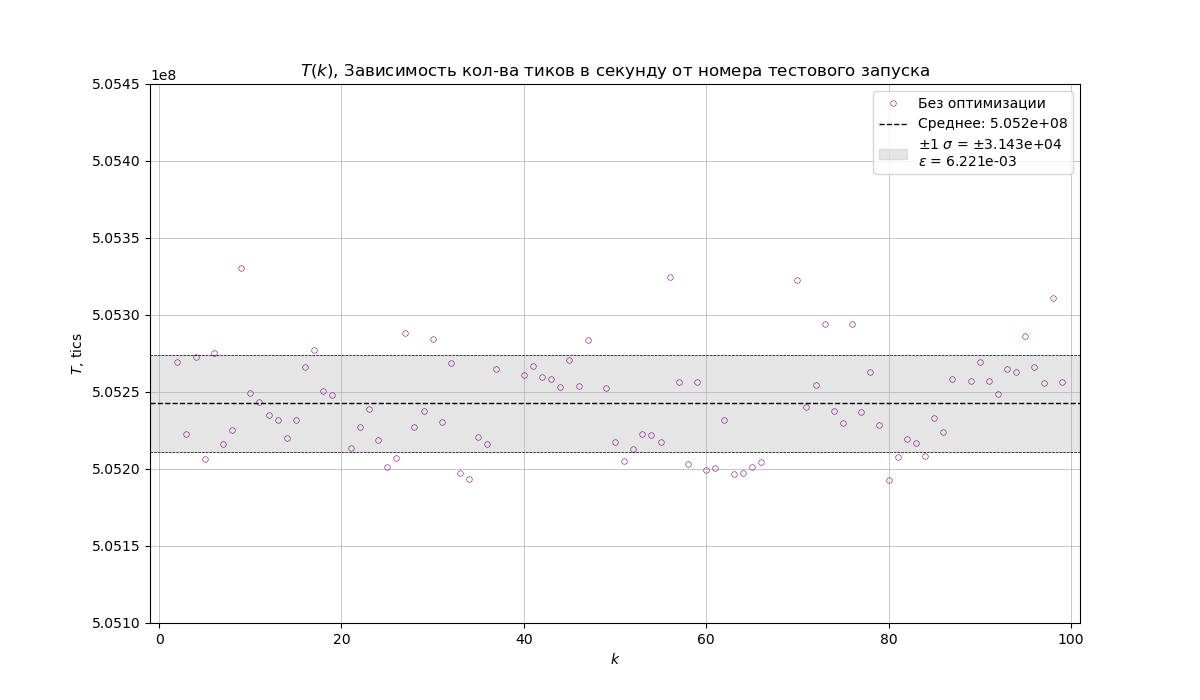 T(k), Зависимость кол-ва тиков в секунду от номера тестового запуска
1e8
5.0545
5.0540
5.0535
5.0530
5.0525
5.0520
5.0515
5.0510
T, tics
Без оптимизации
Среднее: 5.052e+08
±1 σ = ±3.143e+04
ε = 6.221e-03
0 20 40 60 80 100
k